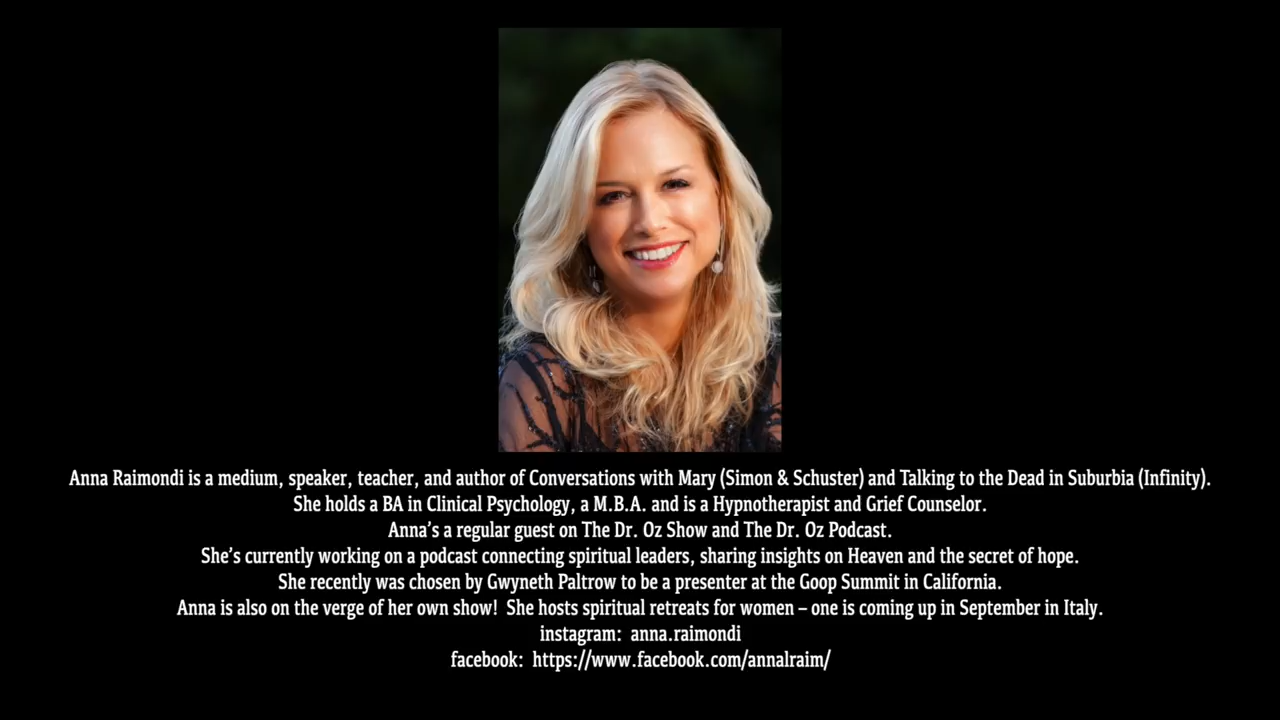 Anna Raimondi is a medium, speaker, teacher, and author of Conversations with Mary (Simon & Schuster) and Talking to the Dead in Suburbia (Infinity).
She holds a BA in Clinical Psychology, a M.B.A. and is a Hypnotherapist and Grief Counselor.
Anna's a regular guest on The Dr. Oz Show and The Dr. Oz Podcast.
She's currently working on a podcast connecting spiritual leaders, sharing insights on Heaven and the secret of hope.
She recently was chosen by Gwyneth Paltrow to be a presenter at the Goop Summit in California.
Anna is also on the verge of her own show!  She hosts spiritual retreats for women – one is coming up in September in Italy.
instagram:  anna.raimondi
facebook:  https://www.facebook.com/annalraim/